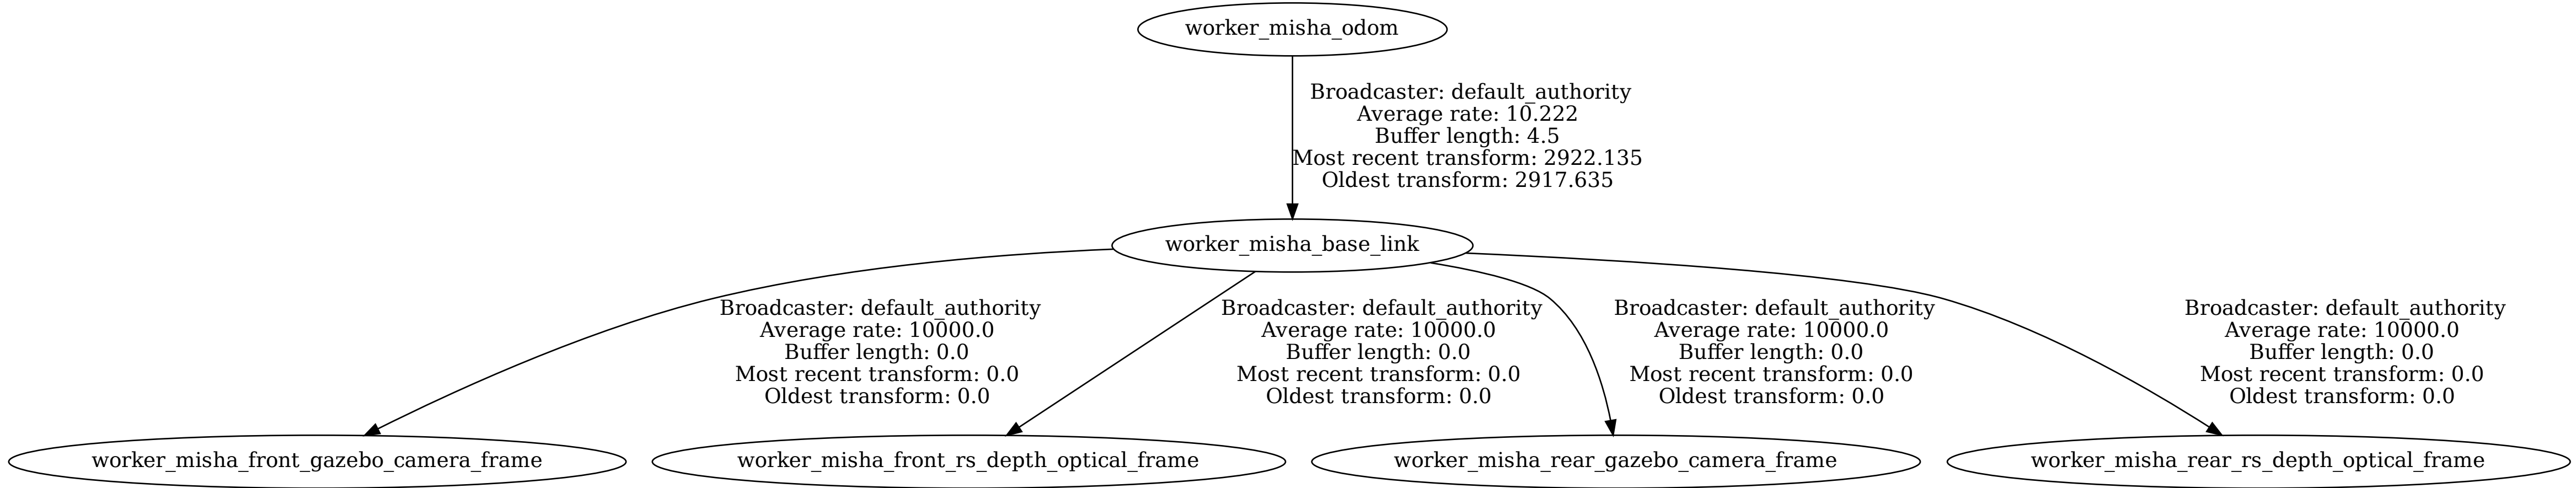 worker_misha_odom
Broadcaster: default_authority
Average rate: 10.222
Buffer length: 4.5
Most recent transform: 2922.135
Oldest transform: 2917.635
worker_misha_base_link
Broadcaster: default_authority
Average rate: 10000.0
Buffer length: 0.0
Most recent transform: 0.0
Oldest transform: 0.0
Broadcaster: default_authority
Average rate: 10000.0
Buffer length: 0.0
Most recent transform: 0.0
Oldest transform: 0.0
Broadcaster: default_authority
Average rate: 10000.0
Buffer length: 0.0
Most recent transform: 0.0
Oldest transform: 0.0
Broadcaster: default_authority
Average rate: 10000.0
Buffer length: 0.0
Most recent transform: 0.0
Oldest transform: 0.0
worker_misha_front_gazebo_camera_frame
worker_misha_front_rs_depth_optical_frame
worker_misha_rear_gazebo_camera_frame
worker_misha_rear_rs_depth_optical_frame